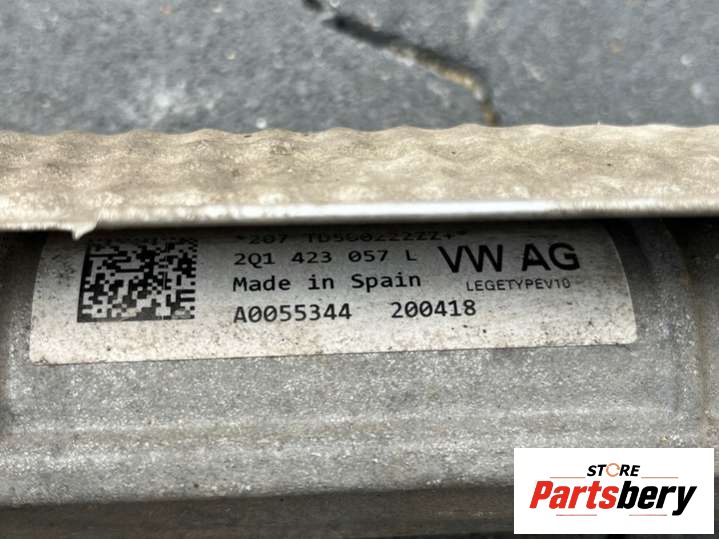 2Q1 423 057 L VW AG
Made in Spain LEGETYPEV10
A0055344 200418
STORE
Partsbery